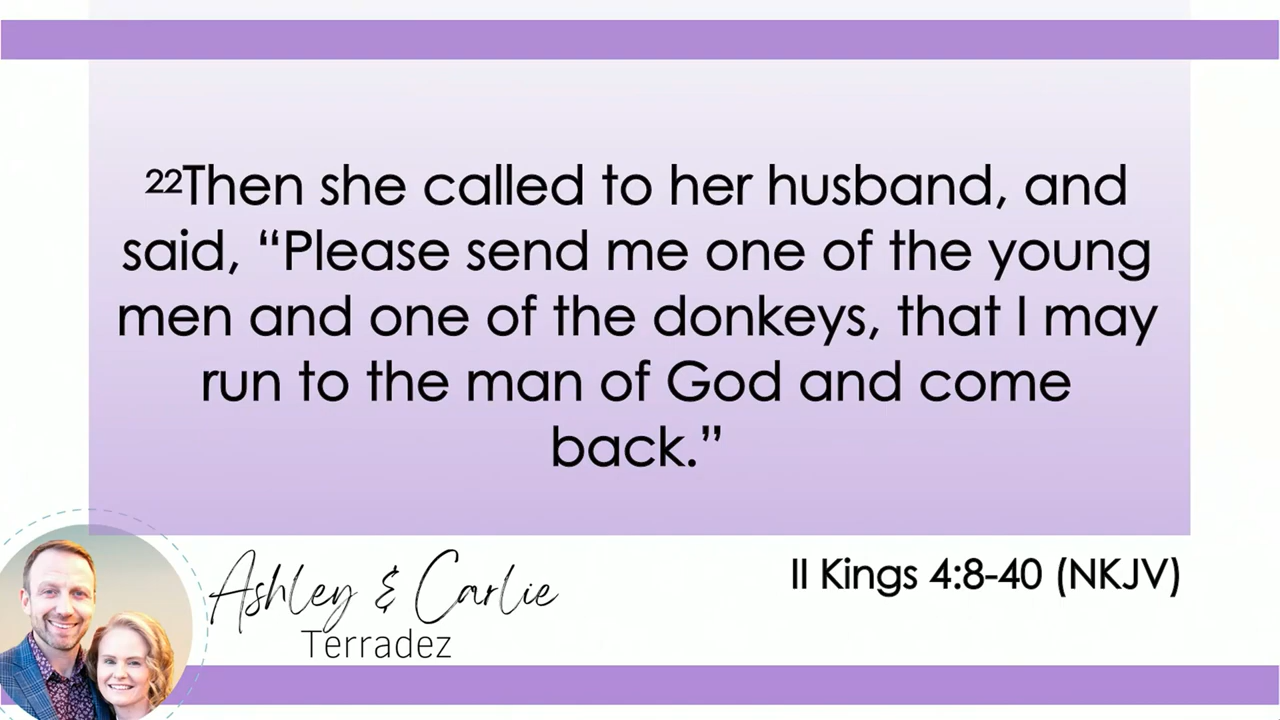 ²²Then she called to her husband, and
said, “Please send me one of the young
men and one of the donkeys, that I may
run to the man of God and come
back.”
II Kings 4:8-40 (NKJV)
Ashley & Carlie
Terradez